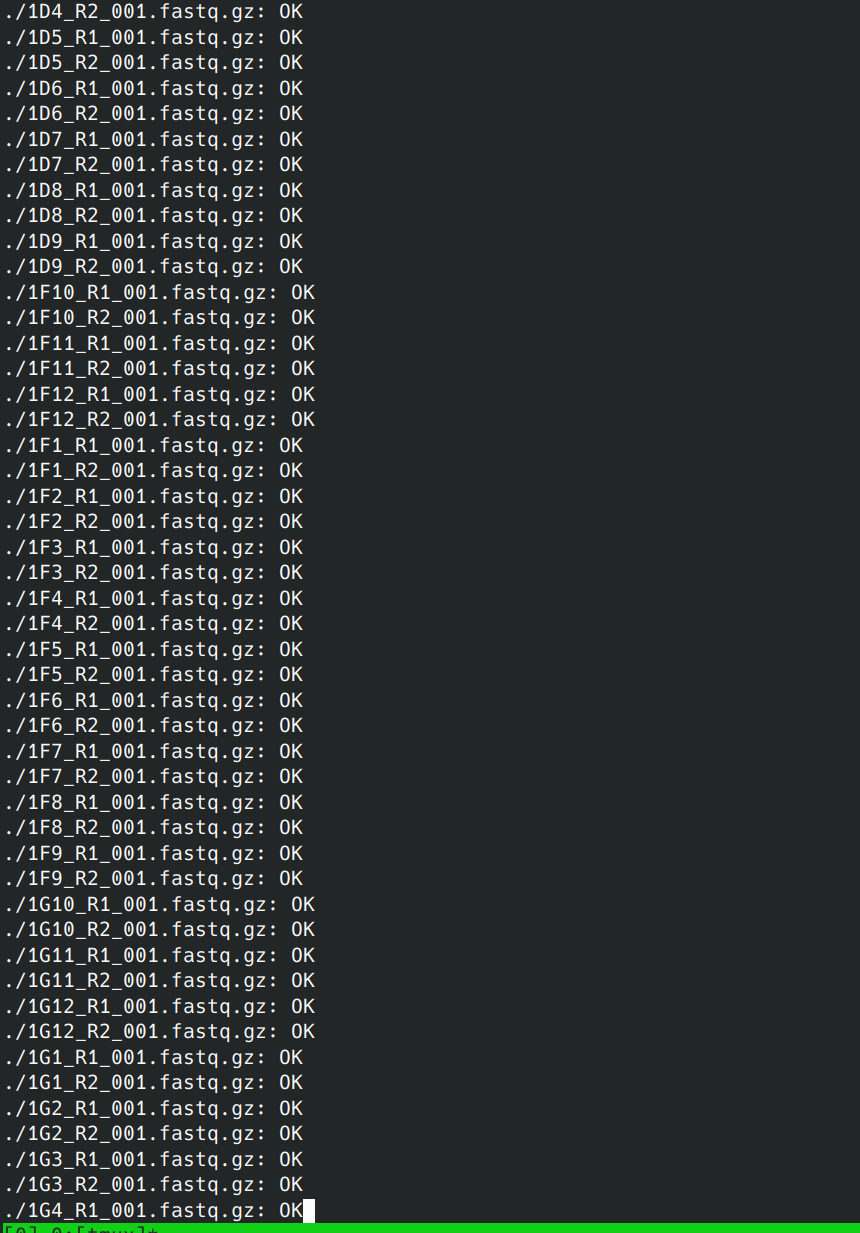 ./1D4_R2_001.fastq.gz: OK
./1D5_R1_001.fastq.gz: OK
./1D5_R2_001.fastq.gz: OK
./1D6_R1_001.fastq.gz: OK
./1D6_R2_001.fastq.gz: OK
./1D7_R1_001.fastq.gz: OK
./1D7_R2_001.fastq.gz: OK
./1D8_R1_001.fastq.gz: OK
./1D8_R2_001.fastq.gz: OK
./1D9_R1_001.fastq.gz: OK
./1D9_R2_001.fastq.gz: OK
./1F10_R1_001.fastq.gz: OK
./1F10_R2_001.fastq.gz: OK
./1F11_R1_001.fastq.gz: OK
./1F11_R2_001.fastq.gz: OK
./1F12_R1_001.fastq.gz: OK
./1F12_R2_001.fastq.gz: OK
./1F1_R1_001.fastq.gz: OK
./1F1_R2_001.fastq.gz: OK
./1F2_R1_001.fastq.gz: OK
./1F2_R2_001.fastq.gz: OK
./1F3_R1_001.fastq.gz: OK
./1F3_R2_001.fastq.gz: OK
./1F4_R1_001.fastq.gz: OK
./1F4_R2_001.fastq.gz: OK
./1F5_R1_001.fastq.gz: OK
./1F5_R2_001.fastq.gz: OK
./1F6_R1_001.fastq.gz: OK
./1F6_R2_001.fastq.gz: OK
./1F7_R1_001.fastq.gz: OK
./1F7_R2_001.fastq.gz: OK
./1F8_R1_001.fastq.gz: OK
./1F8_R2_001.fastq.gz: OK
./1F9_R1_001.fastq.gz: OK
./1F9_R2_001.fastq.gz: OK
./1G10_R1_001.fastq.gz: OK
./1G10_R2_001.fastq.gz: OK
./1G11_R1_001.fastq.gz: OK
./1G11_R2_001.fastq.gz: OK
./1G12_R1_001.fastq.gz: OK
./1G12_R2_001.fastq.gz: OK
./1G1_R1_001.fastq.gz: OK
./1G1_R2_001.fastq.gz: OK
./1G2_R1_001.fastq.gz: OK
./1G2_R2_001.fastq.gz: OK
./1G3_R1_001.fastq.gz: OK
./1G3_R2_001.fastq.gz: OK
./1G4_R1_001.fastq.gz: OK